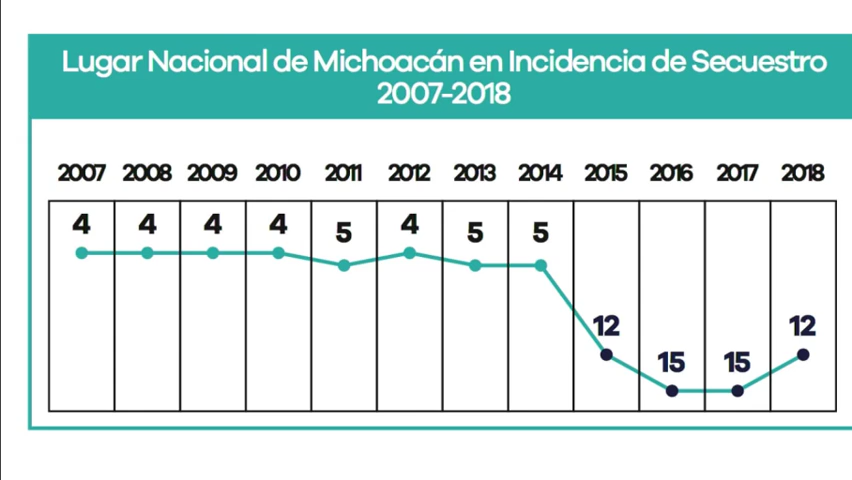 Lugar Nacional de Michoacán en Incidencia de Secuestro
2007-2018
2007 2008 2009 2010 2011 2012 2013 2014 2015 2016 2017 2018
4 4 4 4 5 4 5 5 12 15 15 12